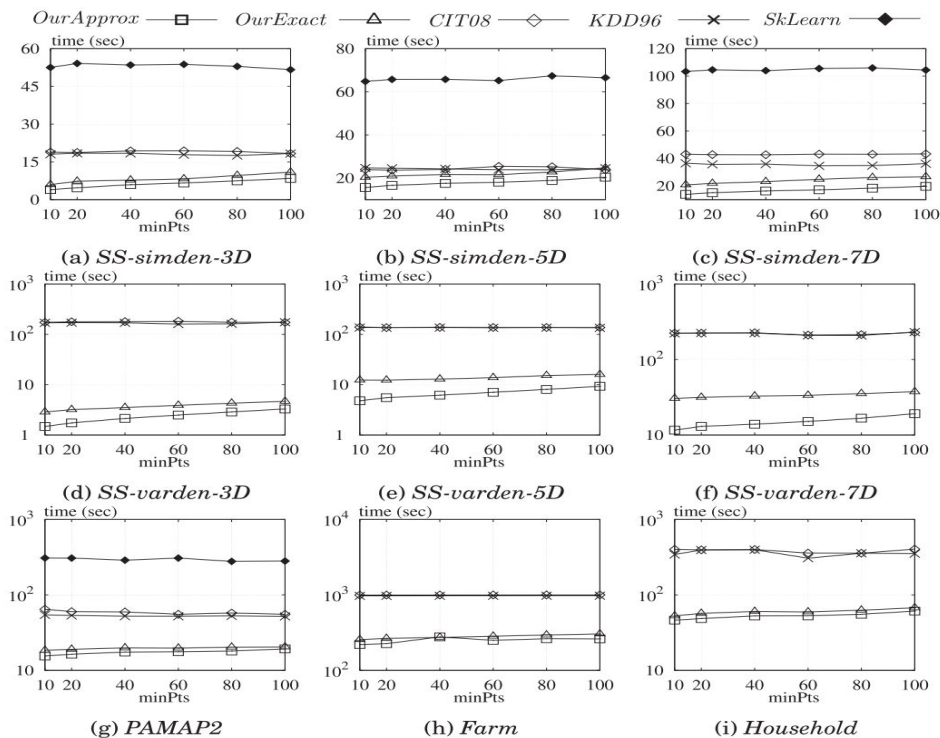 OurApprox OurExact CIT08 KDD96 SkLearn
time (sec) time (sec) time (sec)
60 80 120
45 60 100
80
30 40 60
15 40
20 20
0
10 20 40 60 80 100 10 20 40 60 80 100 10 20 40 60 80 100
minPts minPts minPts
(a) SS-simden-3D (b) SS-simden-5D (c) SS-simden-7D
time (sec) time (sec) time (sec)
10³ 10³ 10³
10² 10² 10²
10 10
1 1 10
10 20 40 60 80 100 10 20 40 60 80 100 10 20 40 60 80 100
minPts minPts minPts
(d) SS-varden-3D (e) SS-varden-5D (f) SS-varden-7D
time (sec) time (sec) time (sec)
10³ 10⁴ 10³
10² 10³ 10²
10 10² 10
10 20 40 60 80 100 10 20 40 60 80 100 10 20 40 60 80 100
minPts minPts minPts
(g) PAMAP2 (h) Farm (i) Household